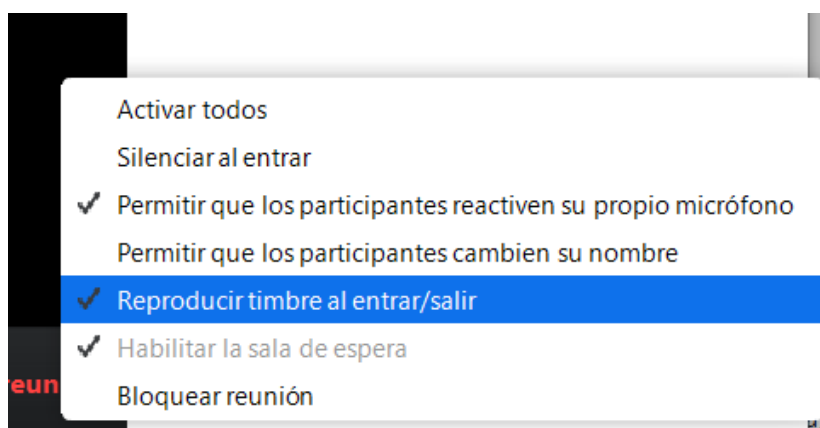 Activar todos
Silenciar al entrar
Permitir que los participantes reactiven su propio micrófono
Permitir que los participantes cambien su nombre
Reproducir timbre al entrar/salir
Habilitar la sala de espera
eun
Bloquear reunión